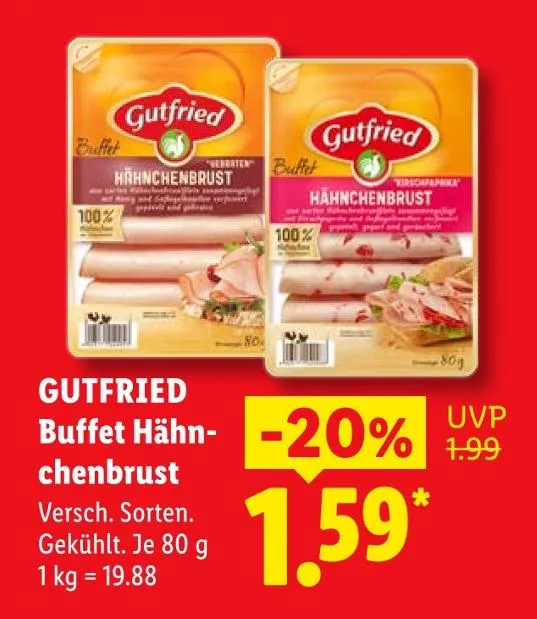 Gutfried
Buffet
"GEBRATEN"
HÄHNCHENBRUST
100%
80
Gutfried
Buffet
"KIRSCHPAPRIKA"
HÄHNCHENBRUST
100%
80g
GUTFRIED
Buffet Hähn-
chenbrust
Versch. Sorten.
Gekühlt. Je 80 g
1 kg = 19.88
-20%
UVP
1.99
1.59*